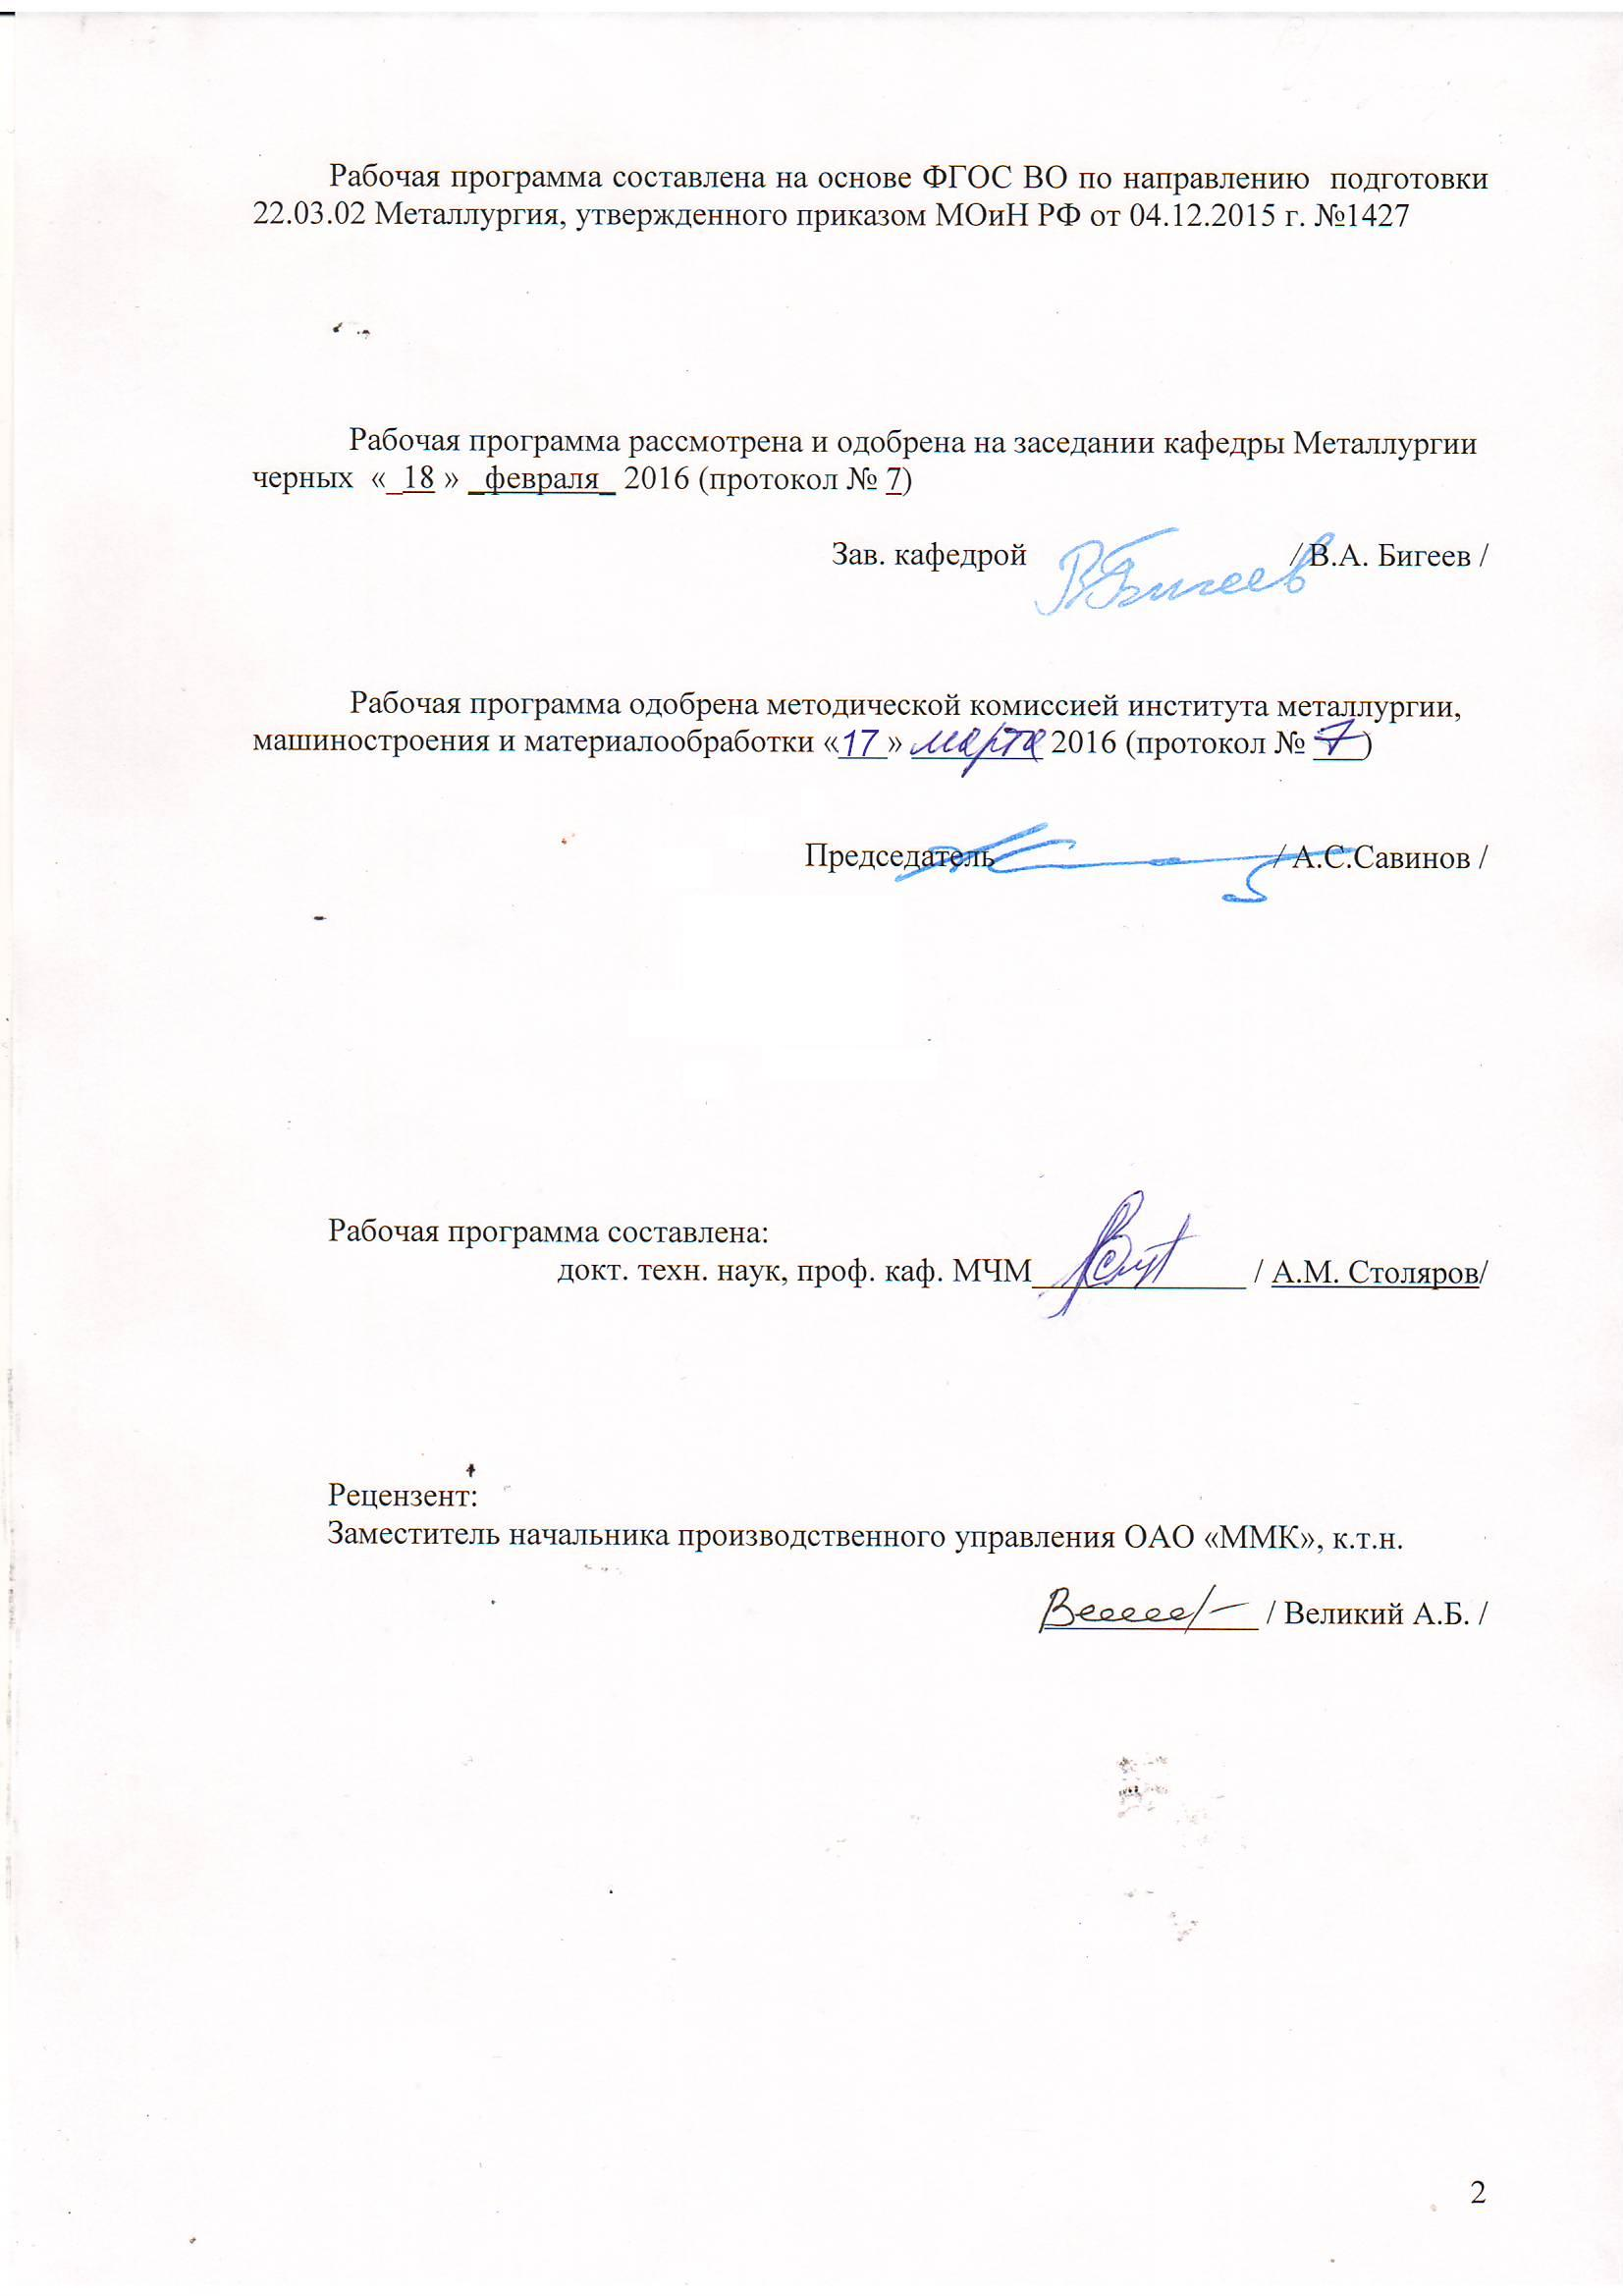 Рабочая программа составлена на основе ФГОС ВО по направлению подготовки
22.03.02 Металлургия, утвержденного приказом МОиН РФ от 04.12.2015 г. №1427
Рабочая программа рассмотрена и одобрена на заседании кафедры Металлургии
черных «_18 » _февраля_ 2016 (протокол № 7)
Зав. кафедрой ВБигеев / В.А. Бигеев /
Рабочая программа одобрена методической комиссией института металлургии,
машиностроения и материалообработки «17» марта 2016 (протокол № 7)
Председатель / А.С.Савинов /
Рабочая программа составлена:
докт. техн. наук, проф. каф. МЧМ / А.М. Столяров/
Рецензент:
Заместитель начальника производственного управления ОАО «ММК», к.т.н.
/ Великий А.Б. /
2